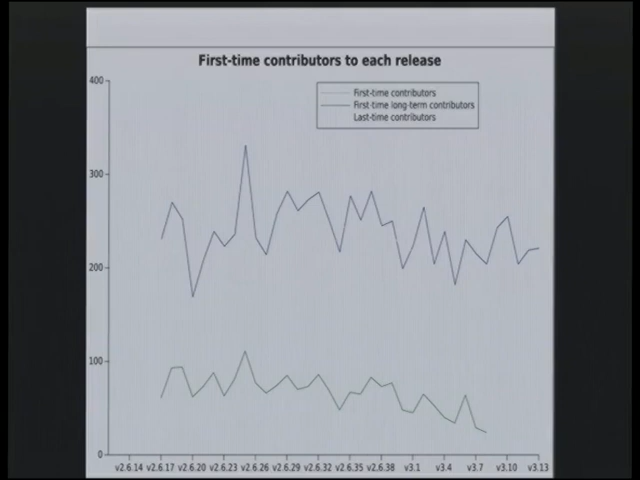 First-time contributors to each release
400
First-time contributors
First-time long-term contributors
Last-time contributors
300
200
100
0
v2.6.14 v2.6.17 v2.6.20 v2.6.23 v2.6.26 v2.6.29 v2.6.32 v2.6.35 v2.6.38 v3.1 v3.4 v3.7 v3.10 v3.13